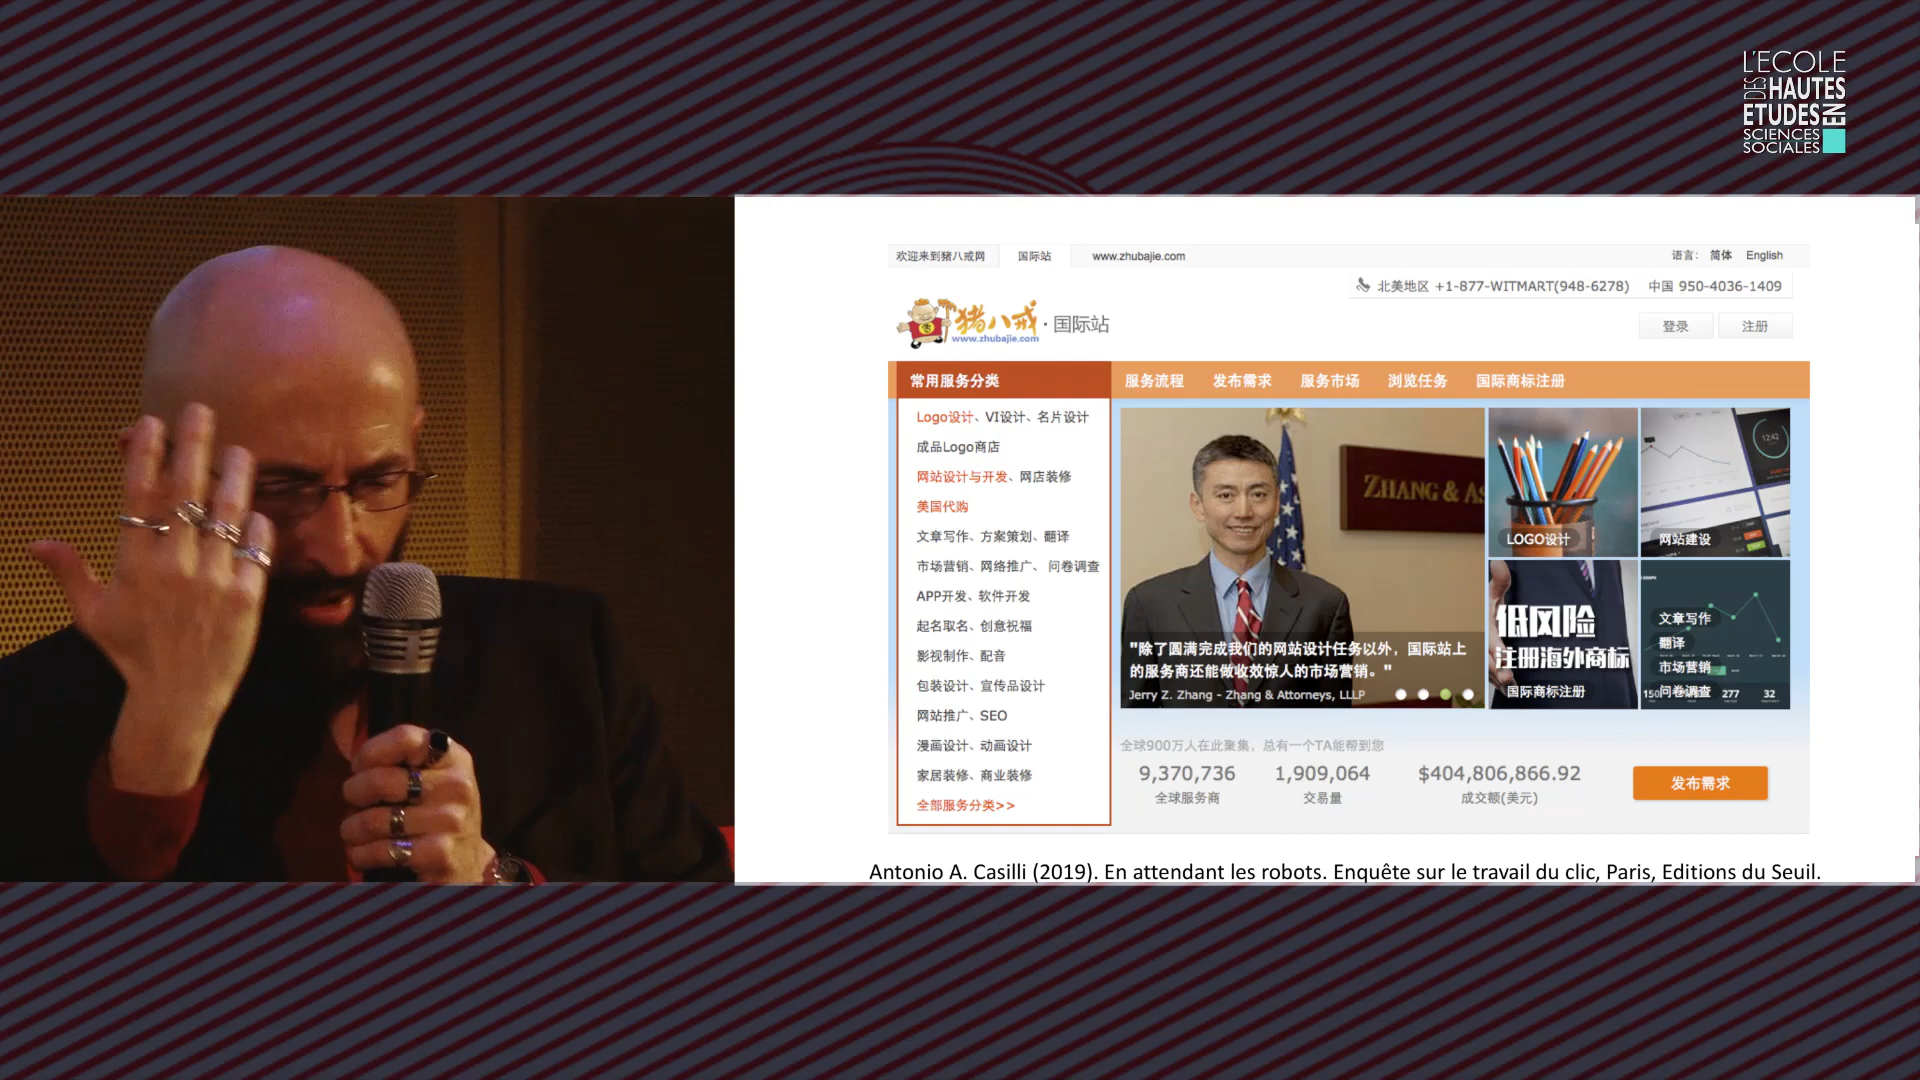 L'ECOLE
DES HAUTES
ETUDES EN
SCIENCES
SOCIALES
欢迎来到猪八戒网 国际站 www.zhubajie.com 语言： 简体 English
北美地区 +1-877-WITMART(948-6278) 中国 950-4036-1409
猪八戒 · 国际站
www.zhubajie.com
登录 注册
常用服务分类 服务流程 发布需求 服务市场 浏览任务 国际商标注册
Logo设计、VI设计、名片设计
成品Logo商店
网站设计与开发、网店装修
美国代购
文章写作、方案策划、翻译
市场营销、网络推广、 问卷调查
APP开发、软件开发
起名取名、创意祝福
影视制作、配音
包装设计、宣传品设计
网站推广、SEO
漫画设计、动画设计
家居装修、商业装修
全部服务分类>>
ZHANG & AS
"除了圆满完成我们的网站设计任务以外，国际站上
的服务商还能做收效惊人的市场营销。"
Jerry Z. Zhang - Zhang & Attorneys, LLLP
LOGO设计
12:42
网站建设
低风险
注册海外商标
国际商标注册
文章写作
翻译
市场营销
问卷调查
150 277 32
全球900万人在此聚集，总有一个TA能帮到您
9,370,736 1,909,064 $404,806,866.92
全球服务商 交易量 成交额(美元)
发布需求
Antonio A. Casilli (2019). En attendant les robots. Enquête sur le travail du clic, Paris, Editions du Seuil.